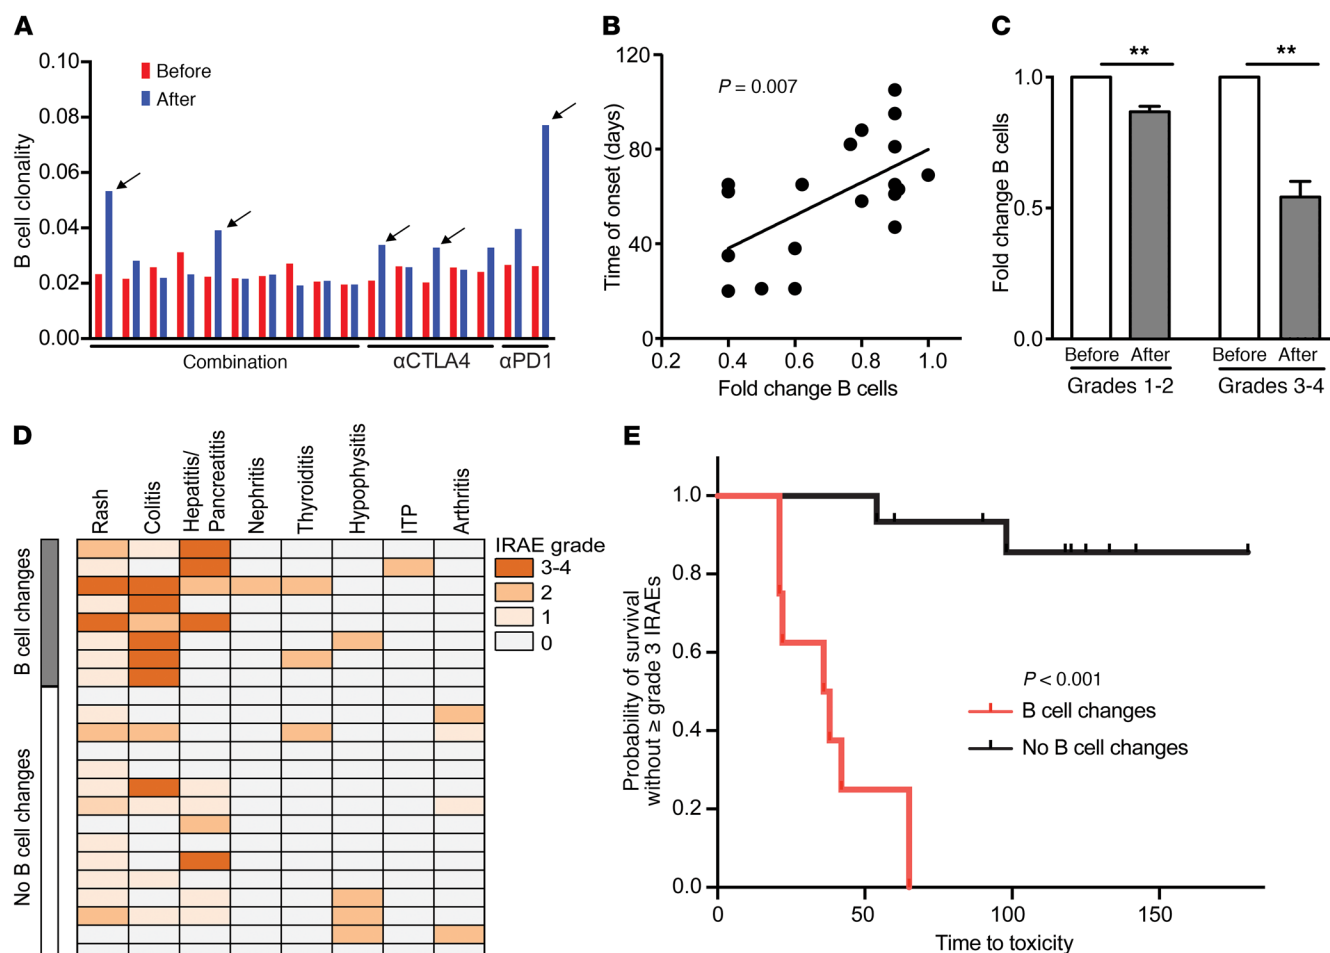 A
B cell clonality
0.10
0.08
0.06
0.04
0.02
0.00
Before
After
Combination
αCTLA4
αPD1
B
Time of onset (days)
120
80
40
0
P = 0.007
0.2
0.4
0.6
0.8
1.0
Fold change B cells
C
Fold change B cells
1.0
0.5
0.0
**
**
Before
After
Before
After
Grades 1-2
Grades 3-4
D
Rash
Colitis
Hepatitis/
Pancreatitis
Nephritis
Thyroiditis
Hypophysitis
ITP
Arthritis
B cell changes
No B cell changes
IRAE grade
3-4
2
1
0
E
Probability of survival
without ≥ grade 3 IRAEs
1.0
0.8
0.6
0.4
0.2
0.0
P < 0.001
B cell changes
No B cell changes
0
50
100
150
Time to toxicity